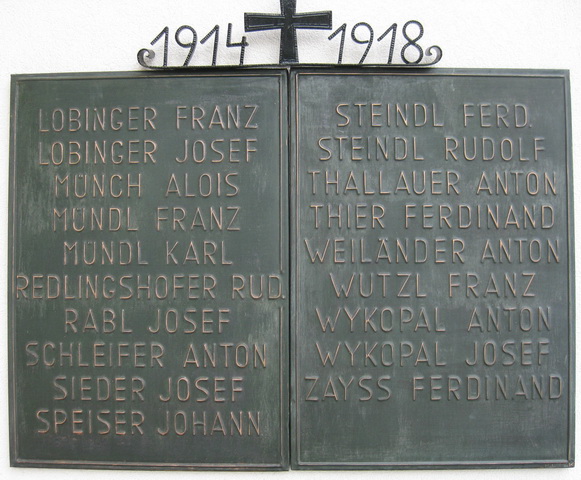 1914 1918
LOBINGER FRANZ
LOBINGER JOSEF
MÜNCH ALOIS
MÜNDL FRANZ
MÜNDL KARL
REDLINGSHOFER RUD.
RABL JOSEF
SCHLEIFER ANTON
SIEDER JOSEF
SPEISER JOHANN
STEINDL FERD.
STEINDL RUDOLF
THALLAUER ANTON
THIER FERDINAND
WEILÄNDER ANTON
WUTZL FRANZ
WYKOPAL ANTON
WYKOPAL JOSEF
ZAYSS FERDINAND